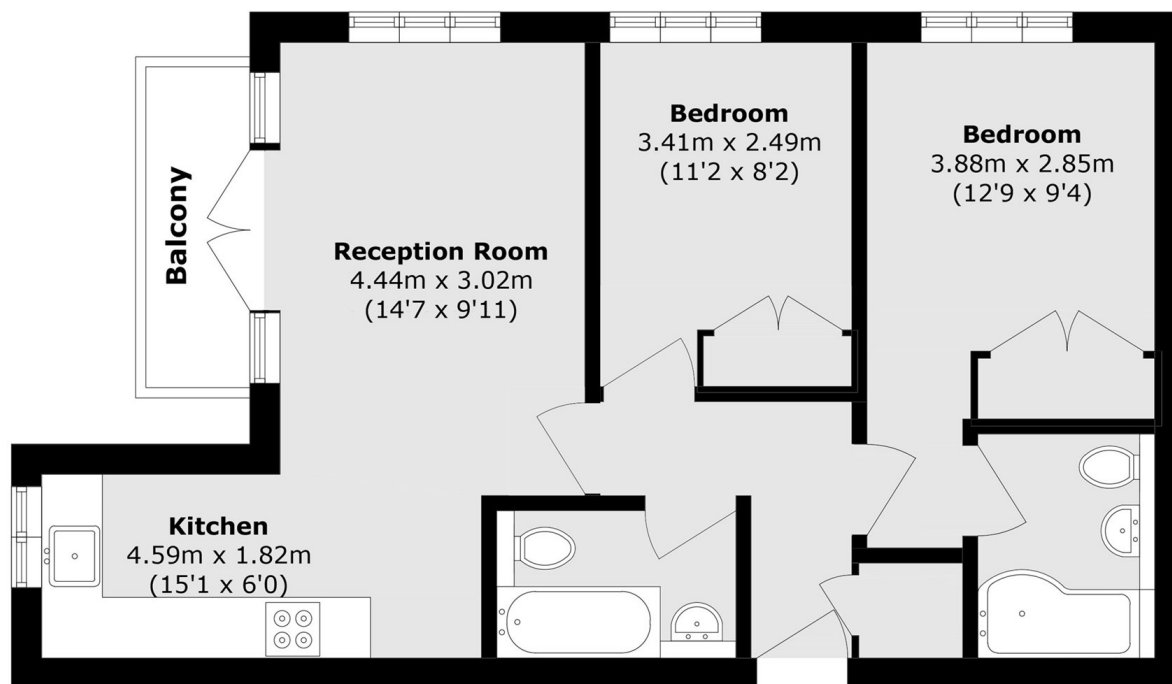 Bedroom
3.41m x 2.49m
(11'2 x 8'2)
Bedroom
3.88m x 2.85m
(12'9 x 9'4)
Balcony
Reception Room
4.44m x 3.02m
(14'7 x 9'11)
Kitchen
4.59m x 1.82m
(15'1 x 6'0)